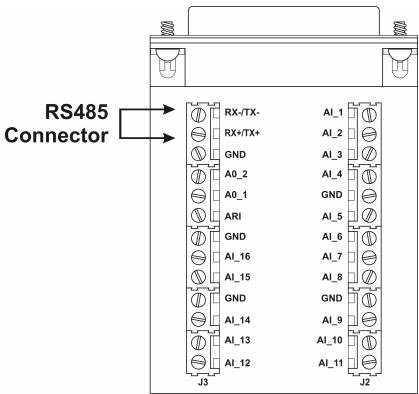 RS485
Connector
RX-/TX-
RX+/TX+
GND
A0_2
A0_1
ARI
GND
AI_16
AI_15
GND
AI_14
AI_13
AI_12
J3
AI_1
AI_2
AI_3
AI_4
GND
AI_5
AI_6
AI_7
AI_8
GND
AI_9
AI_10
AI_11
J2